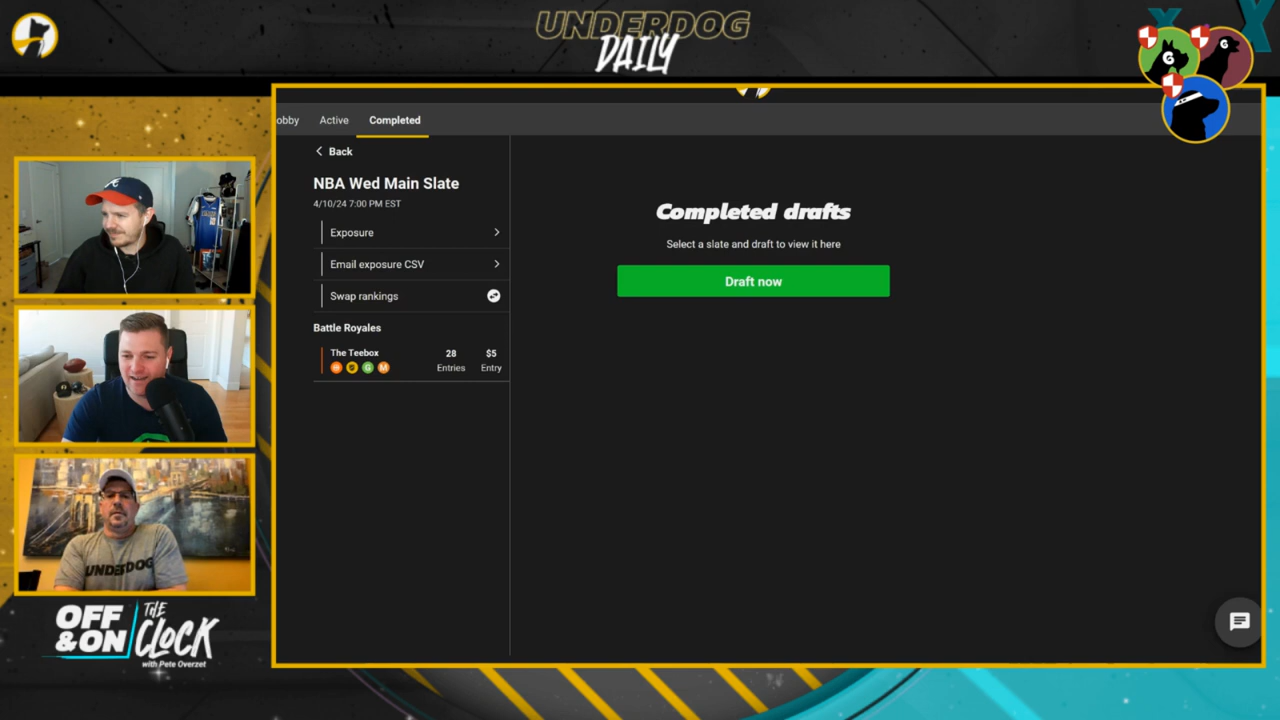 UNDERDOG
DAILY
obby
Active
Completed
Back
NBA Wed Main Slate
4/10/24 7:00 PM EST
Exposure
Email exposure CSV
Swap rankings
Battle Royales
The Teebox
28
$5
G
M
Entries
Entry
Completed drafts
Select a slate and draft to view it here
Draft now
G
G
A
UNDERDOG
OFF
&ON
THE
CLOCK
with Pete Overzet